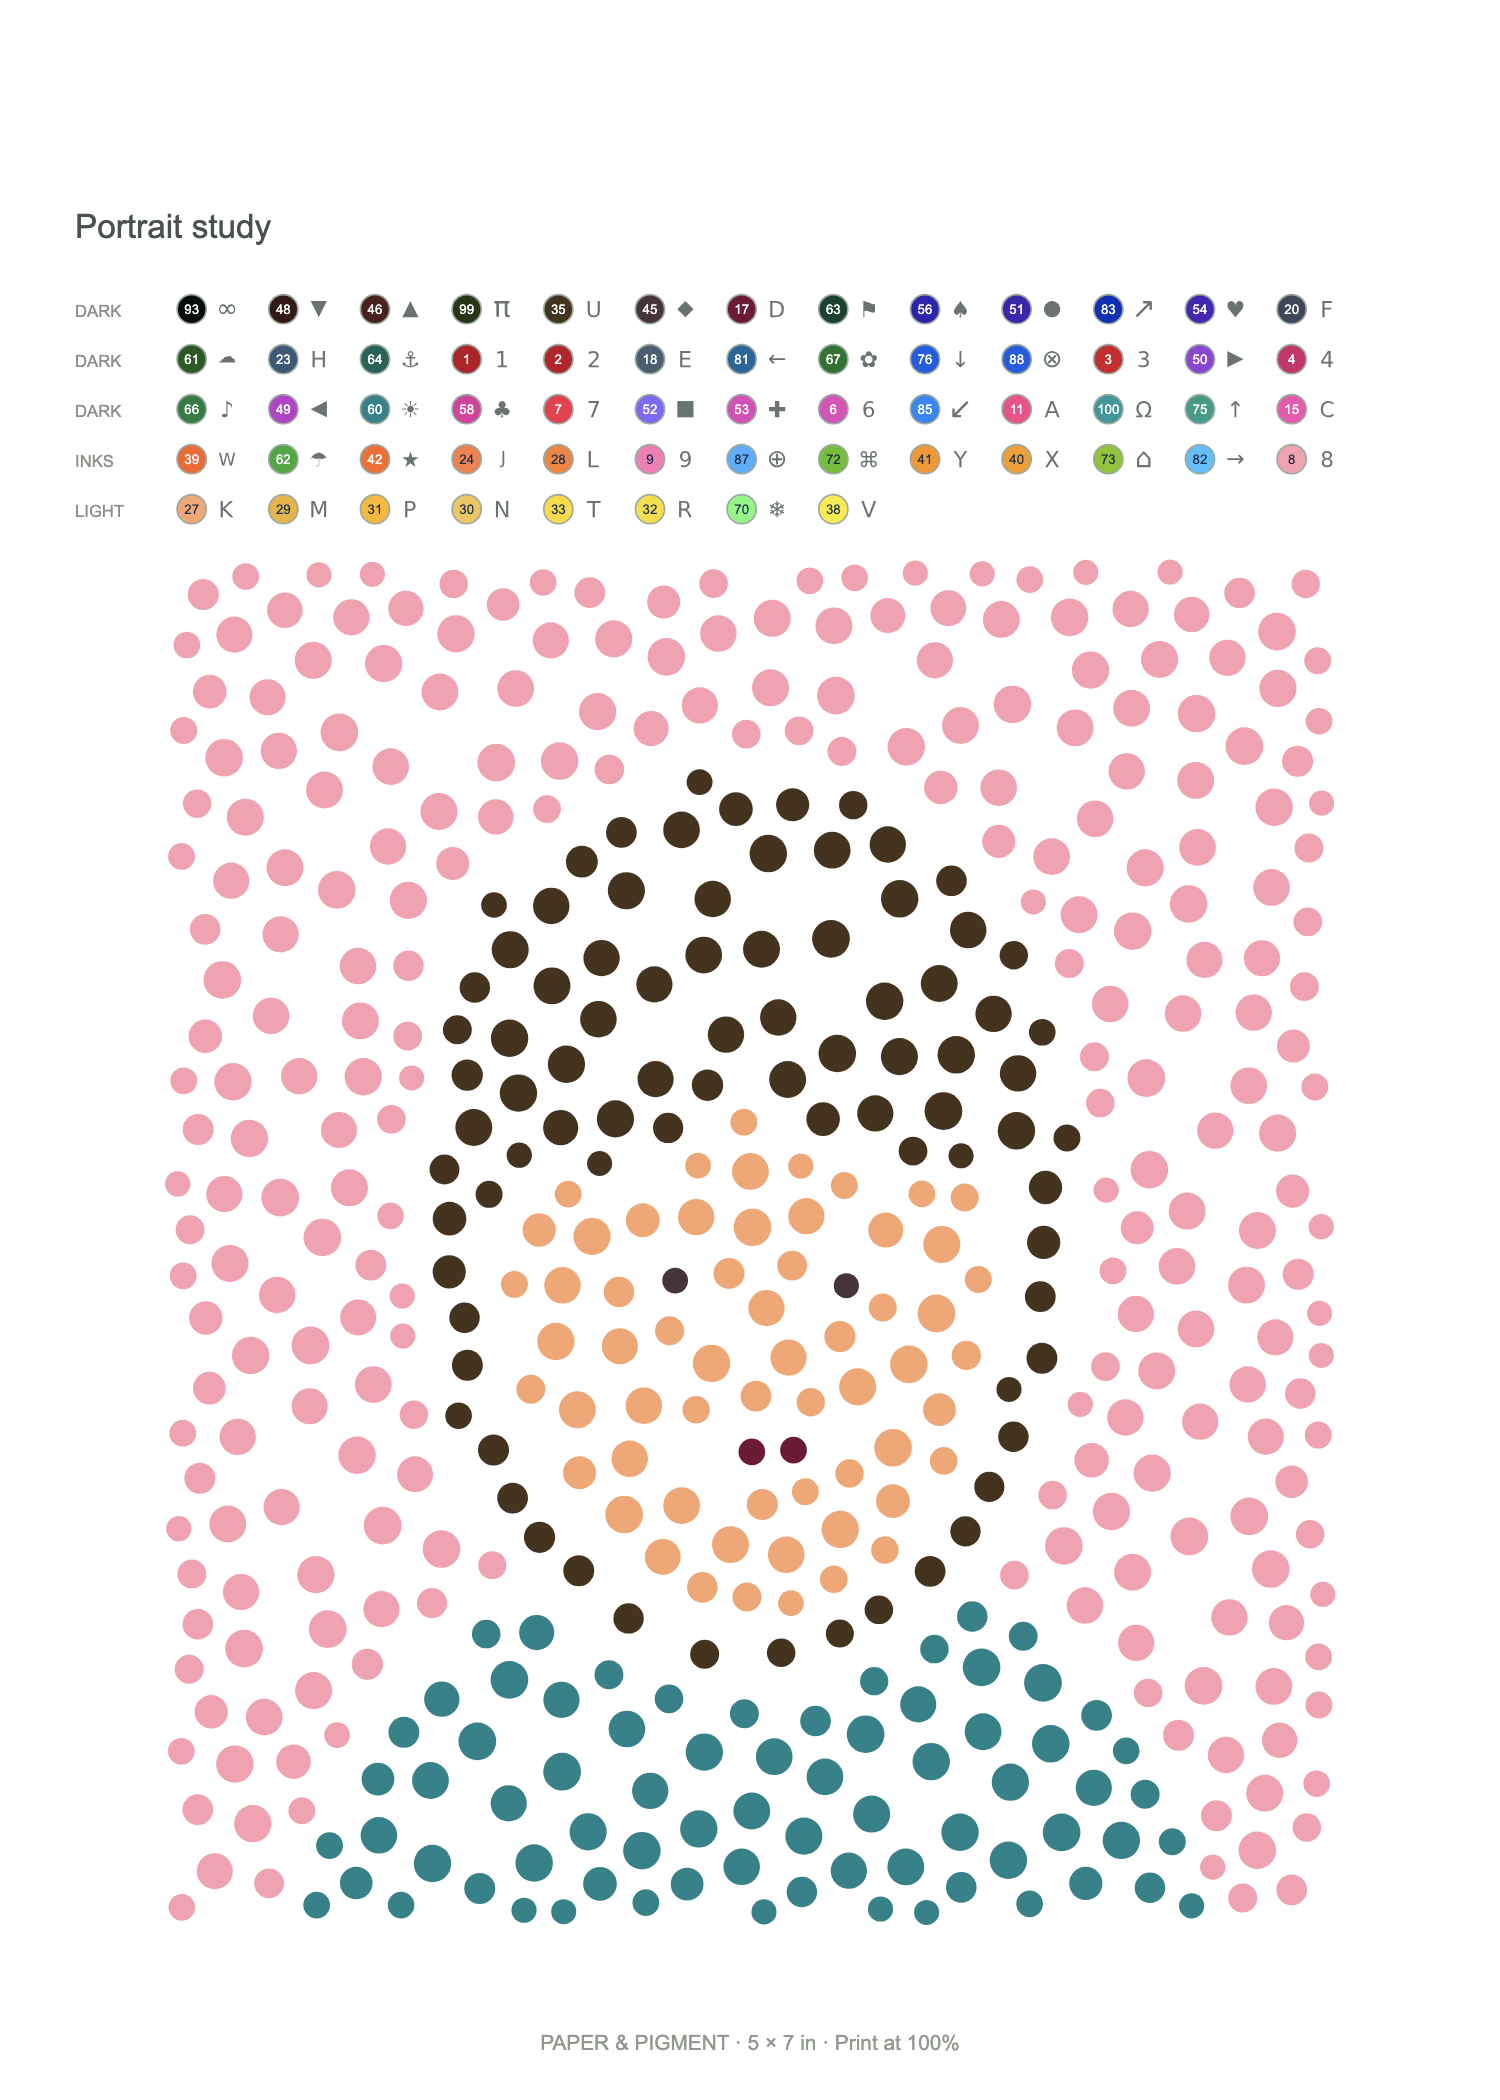 Portrait study
DARK 93 ∞ 48 ▼ 46 ▲ 99 π 35 U 45 ◆ 17 D 63 ⚑ 56 ♠ 51 ● 83 ↗ 54 ♥ 20 F
DARK 61 ☁ 23 H 64 ⚓ 1 1 2 2 18 E 81 ← 67 ✿ 76 ↓ 88 ⊗ 3 3 50 ▶ 4 4
DARK 66 ♪ 49 ◀ 60 ☀ 58 ♣ 7 7 52 ■ 53 ✚ 6 6 85 ↙ 11 A 100 Ω 75 ↑ 15 C
INKS 39 W 62 ☂ 42 ★ 24 J 28 L 9 9 87 ⊕ 72 ⌘ 41 Y 40 X 73 ⌂ 82 → 8 8
LIGHT 27 K 29 M 31 P 30 N 33 T 32 R 70 ❄ 38 V
PAPER & PIGMENT · 5 × 7 in · Print at 100%